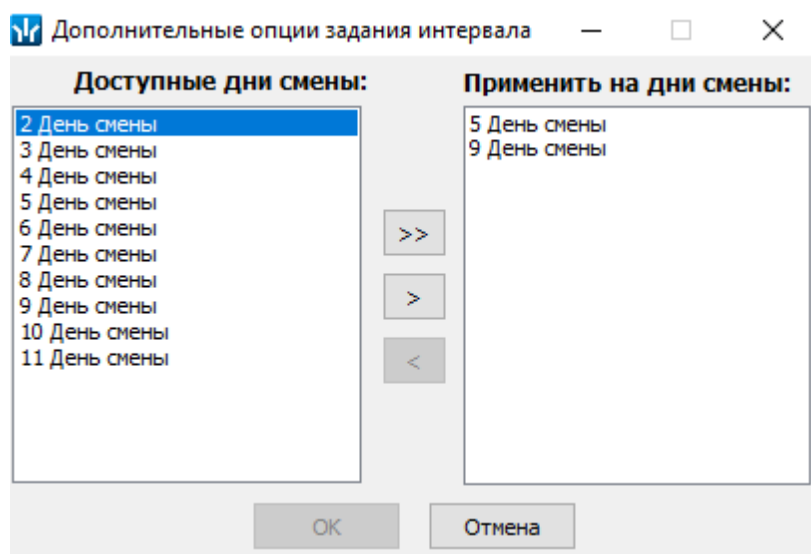 Дополнительные опции задания интервала
Доступные дни смены:
2 День смены
3 День смены
4 День смены
5 День смены
6 День смены
7 День смены
8 День смены
9 День смены
10 День смены
11 День смены
>>
>
<
Применить на дни смены:
5 День смены
9 День смены
OK
Отмена